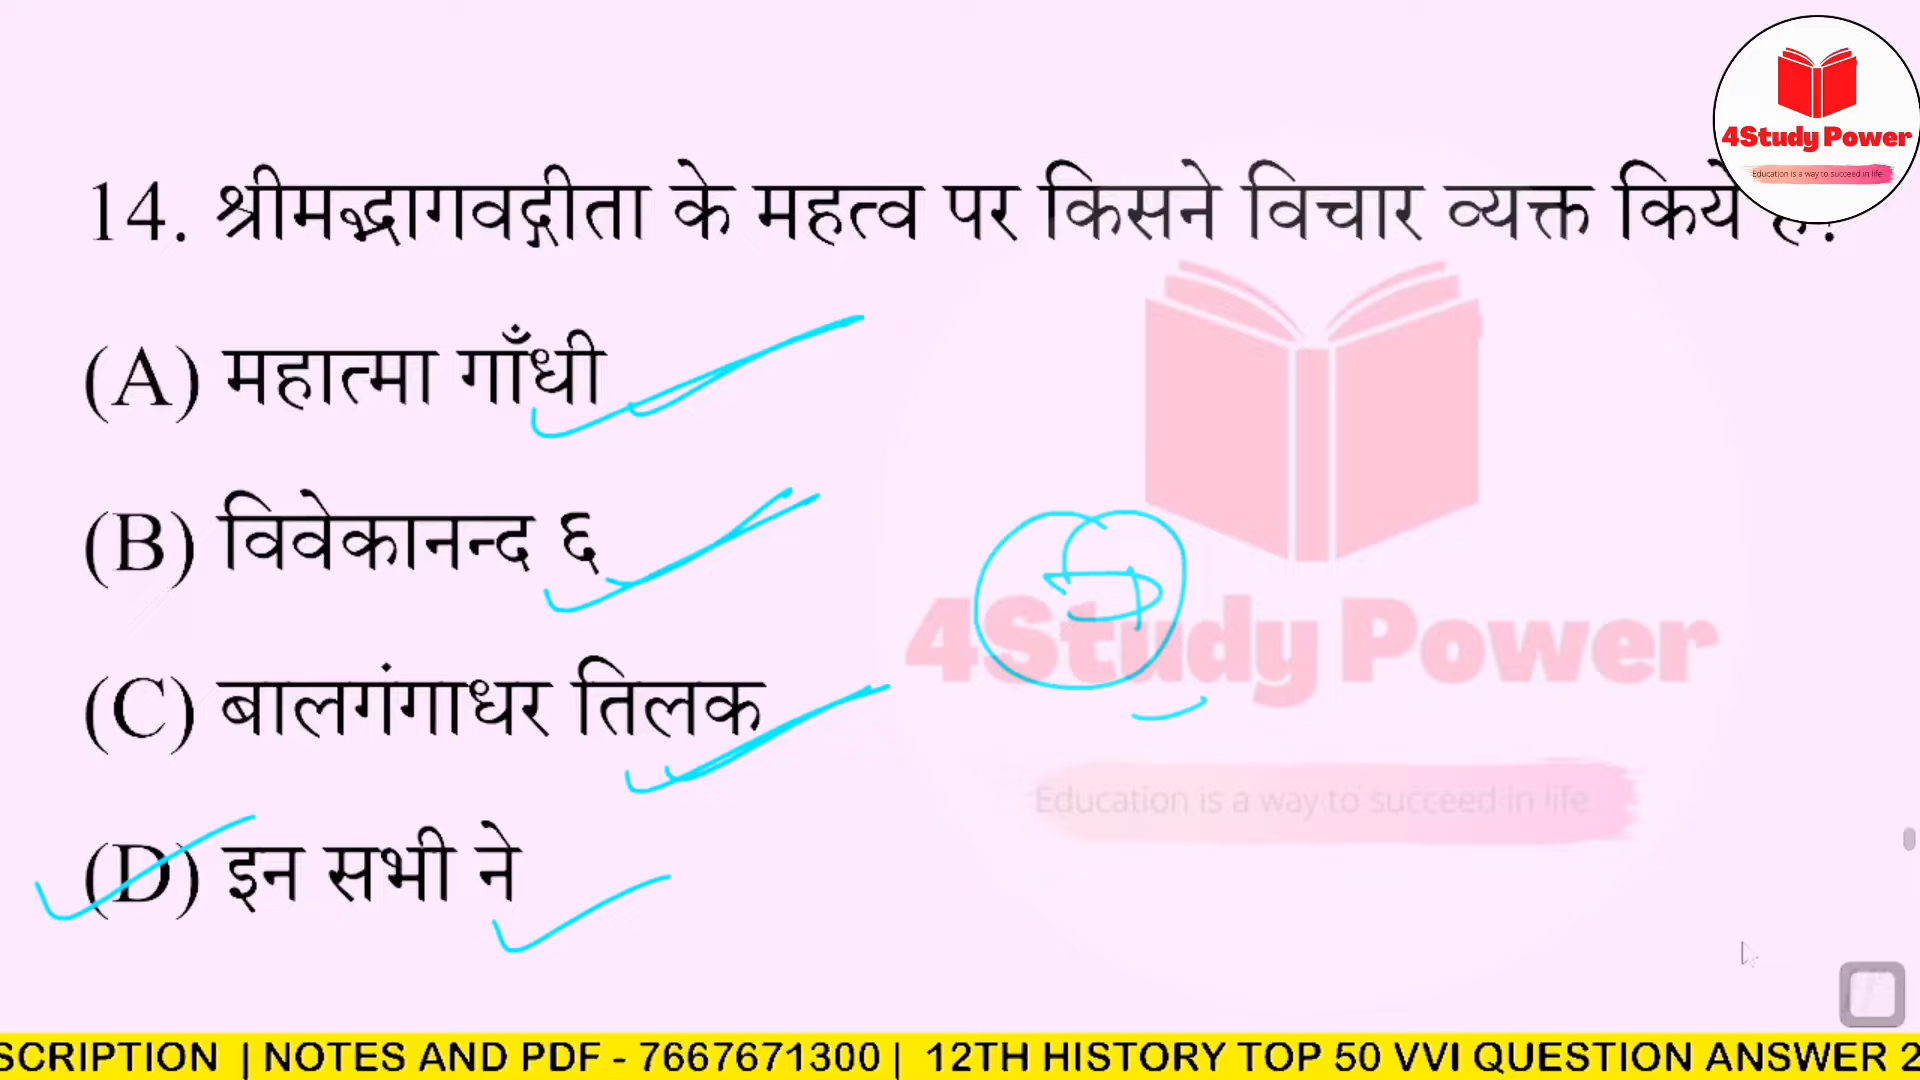 4Study Power
Education is a way to succeed in life
14. श्रीमद्भागवद्गीता के महत्व पर किसने विचार व्यक्त किये
(A) महात्मा गाँधी
(B) विवेकानन्द ६
(C) बालगंगाधर तिलक
(D) इन सभी ने
4Study Power
Education is a way to succeed in life
SCRIPTION | NOTES AND PDF - 7667671300 | 12TH HISTORY TOP 50 VVI QUESTION ANSWER 2